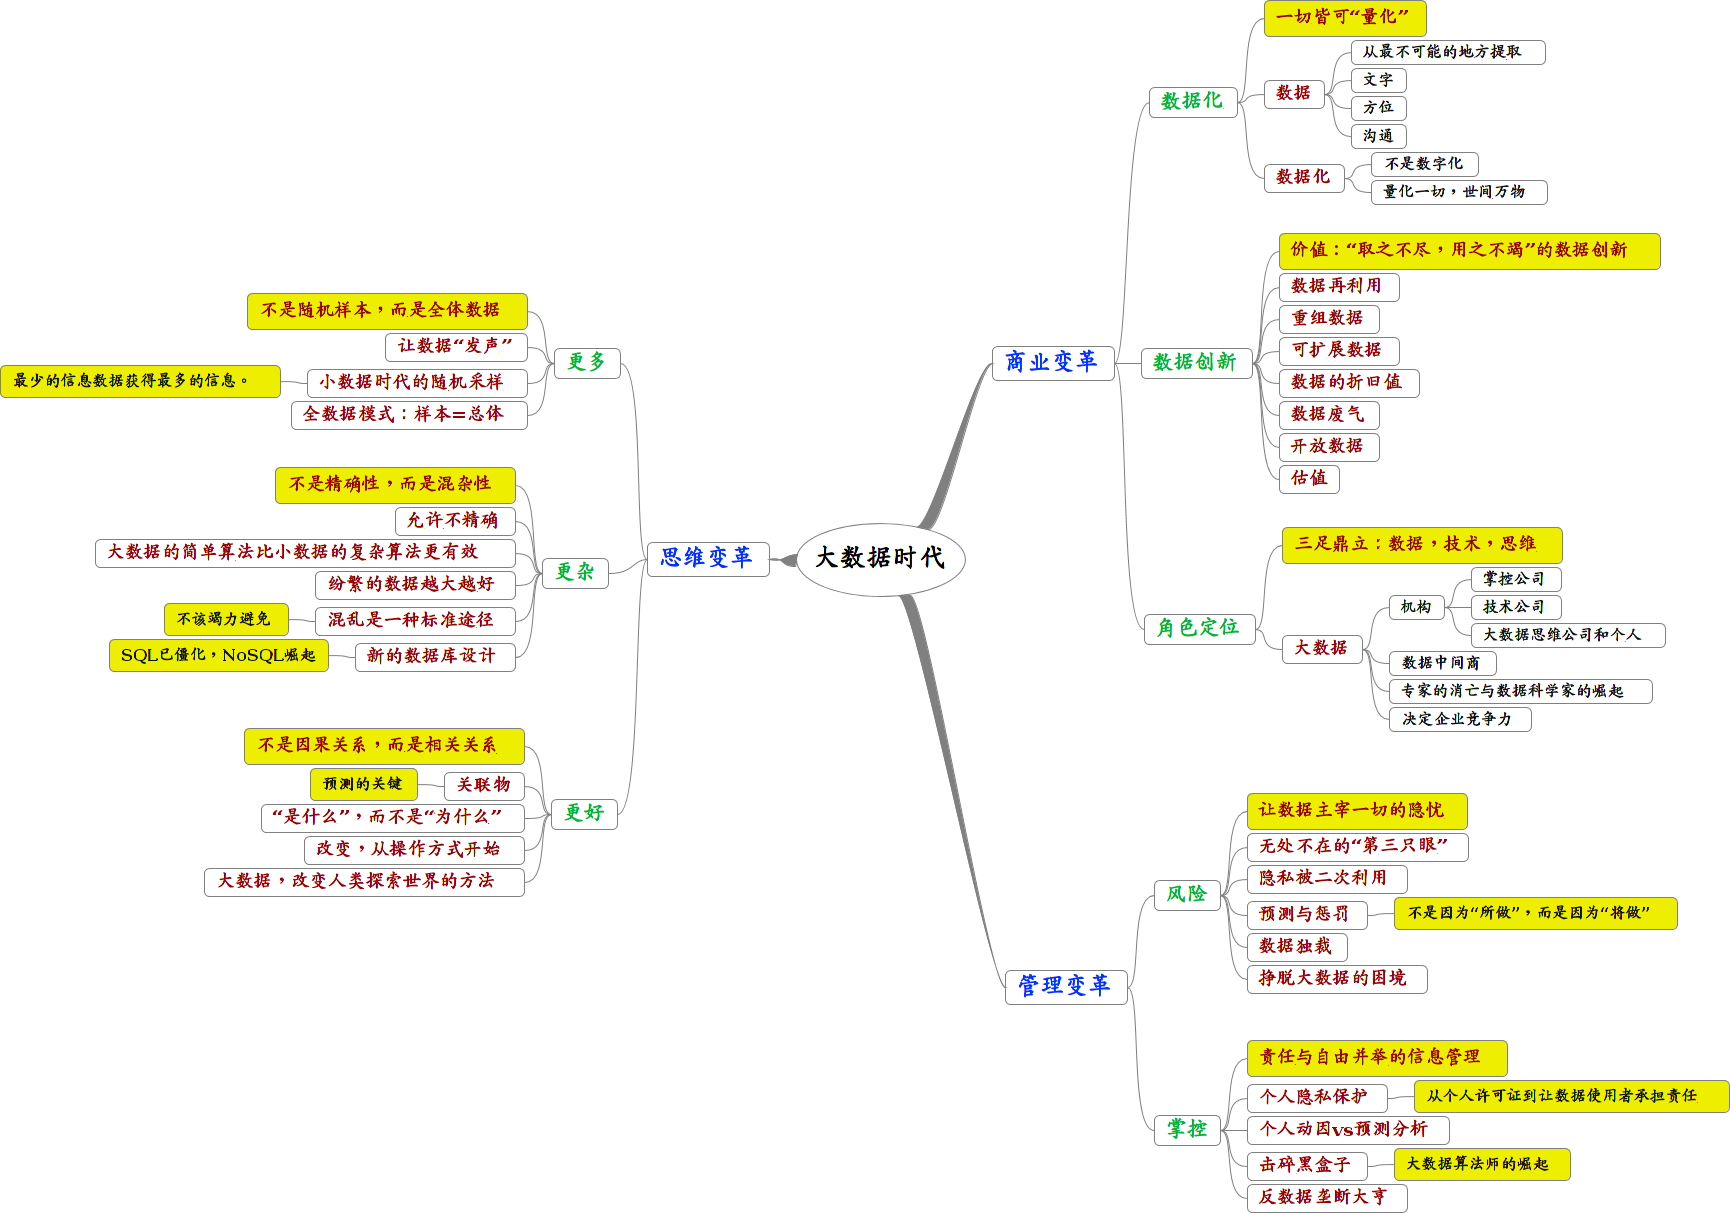 大数据时代
思维变革
更多
不是随机样本，而是全体数据
让数据“发声”
小数据时代的随机采样
最少的信息数据获得最多的信息。
全数据模式：样本=总体
更杂
不是精确性，而是混杂性
允许不精确
大数据的简单算法比小数据的复杂算法更有效
纷繁的数据越大越好
混乱是一种标准途径
不该竭力避免
新的数据库设计
SQL已僵化，NoSQL崛起
更好
不是因果关系，而是相关关系
关联物
预测的关键
“是什么”，而不是“为什么”
改变，从操作方式开始
大数据，改变人类探索世界的方法
商业变革
数据化
一切皆可“量化”
数据
从最不可能的地方提取
文字
方位
沟通
数据化
不是数字化
量化一切，世间万物
数据创新
价值：“取之不尽，用之不竭”的数据创新
数据再利用
重组数据
可扩展数据
数据的折旧值
数据废气
开放数据
估值
角色定位
三足鼎立：数据，技术，思维
大数据
机构
掌控公司
技术公司
大数据思维公司和个人
数据中间商
专家的消亡与数据科学家的崛起
决定企业竞争力
管理变革
风险
让数据主宰一切的隐忧
无处不在的“第三只眼”
隐私被二次利用
预测与惩罚
不是因为“所做”，而是因为“将做”
数据独裁
挣脱大数据的困境
掌控
责任与自由并举的信息管理
个人隐私保护
从个人许可证到让数据使用者承担责任
个人动因vs预测分析
击碎黑盒子
大数据算法师的崛起
反数据垄断大亨